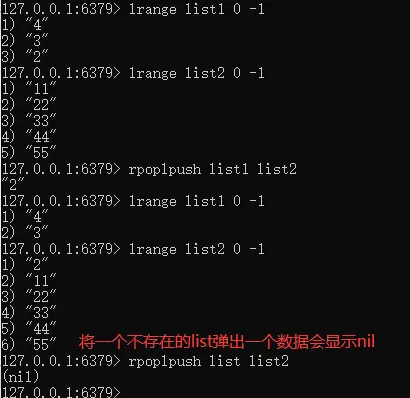 127.0.0.1:6379> lrange list1 0 -1
1) "4"
2) "3"
3) "2"
127.0.0.1:6379> lrange list2 0 -1
1) "11"
2) "22"
3) "33"
4) "44"
5) "55"
127.0.0.1:6379> rpoplpush list1 list2
"2"
127.0.0.1:6379> lrange list1 0 -1
1) "4"
2) "3"
127.0.0.1:6379> lrange list2 0 -1
1) "2"
2) "11"
3) "22"
4) "33"
5) "44"
6) "55" 将一个不存在的list弹出一个数据会显示nil
127.0.0.1:6379> rpoplpush list list2
(nil)
127.0.0.1:6379>